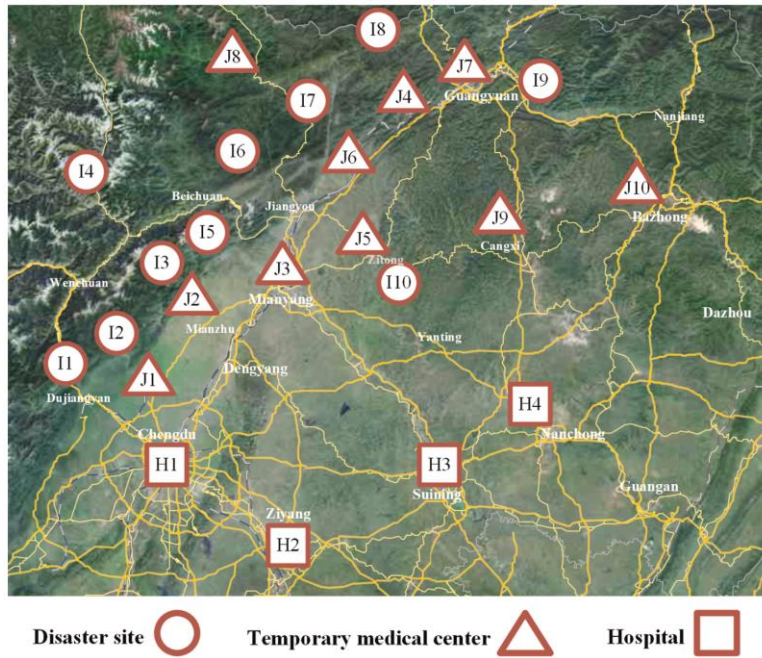 I8
J8
J7
I9
Guangyuan
J4
I7
Nanjiang
I6
J6
I4
J10
Beichuan
Jiangyou
J9
Bazhong
I5
J5
Cangxi
Zitong
I3
J3
I10
Wenchuan
J2
Mianyang
Dazhou
Mianzhu
I2
Yanting
I1
Dengyang
J1
Dujiangyan
H4
Chengdu
Nanchong
H1
H3
Suining
Guangan
Ziyang
H2
Disaster site
Temporary medical center
Hospital